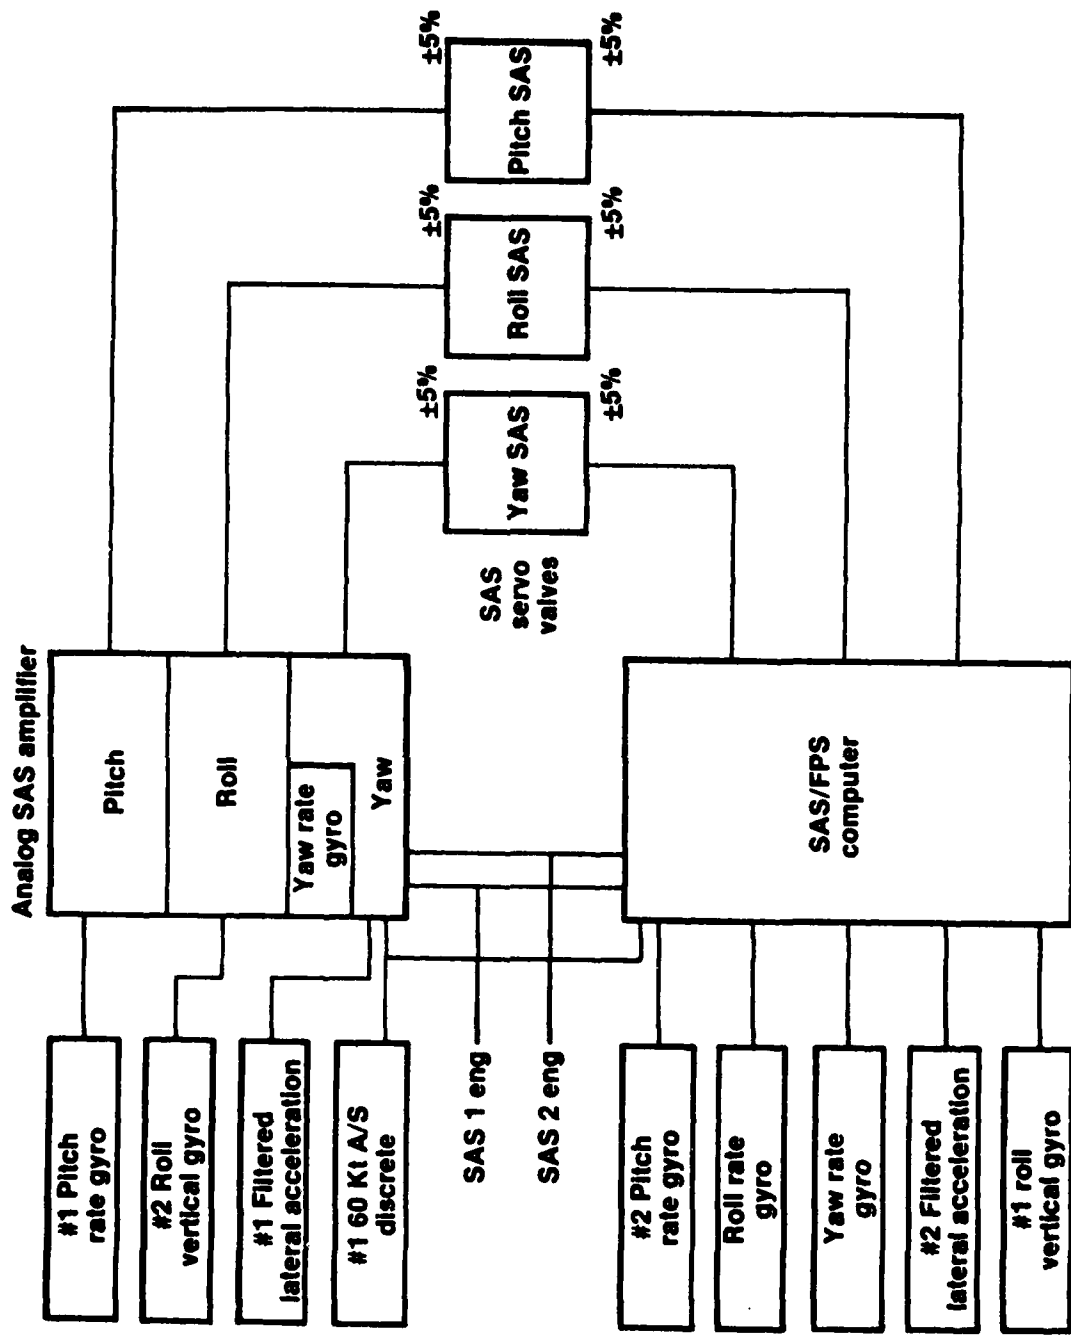 Analog SAS amplifier
#1 Pitch
rate gyro
#2 Roll
vertical gyro
#1 Filtered
lateral acceleration
#1 60 Kt A/S
discrete
Pitch
Roll
Yaw rate
gyro
Yaw
SAS 1 eng
SAS 2 eng
SAS
servo
valves
±5%
Yaw SAS
±5%
±5%
Roll SAS
±5%
±5%
Pitch SAS
±5%
#2 Pitch
rate gyro
Roll rate
gyro
Yaw rate
gyro
#2 Filtered
lateral acceleration
#1 roll
vertical gyro
SAS/FPS
computer